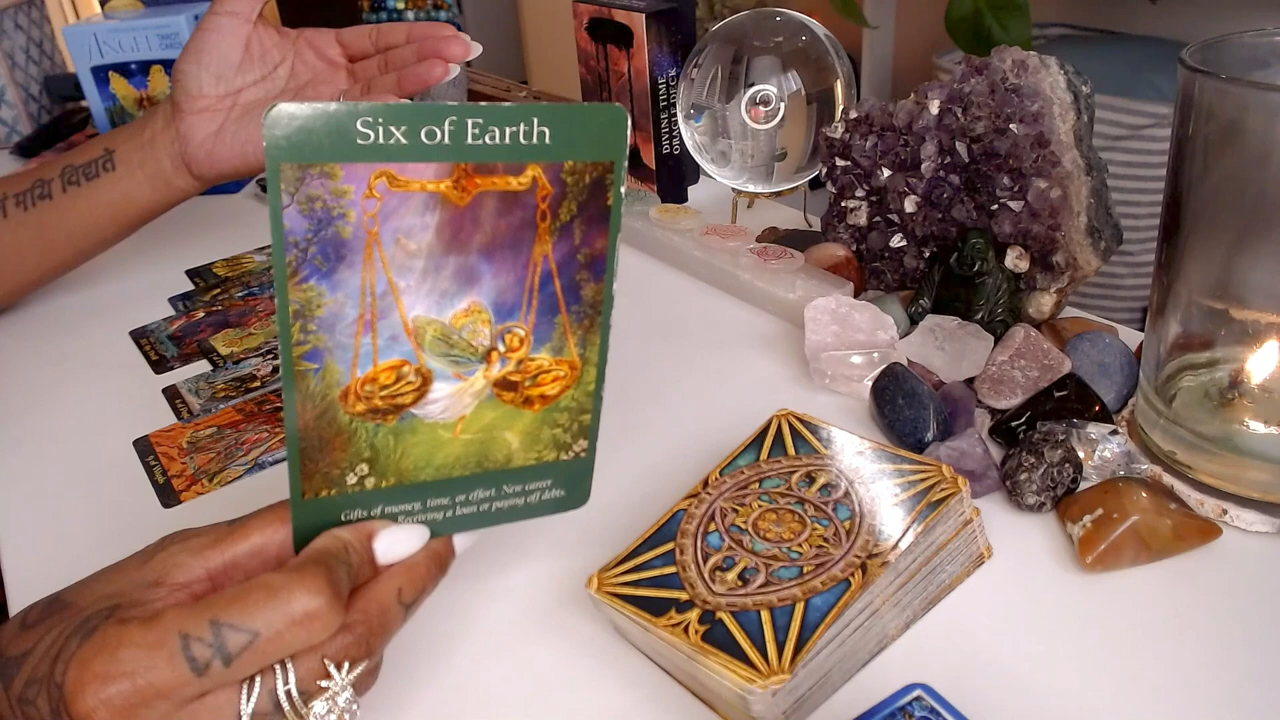 ANGEL
TAROT
CARDS
DIVINE TIME
ORACLE DECK
मयि विद्यते
Six of Earth
Gifts of money, time, or effort. New career
Receiving a loan or paying off debts.